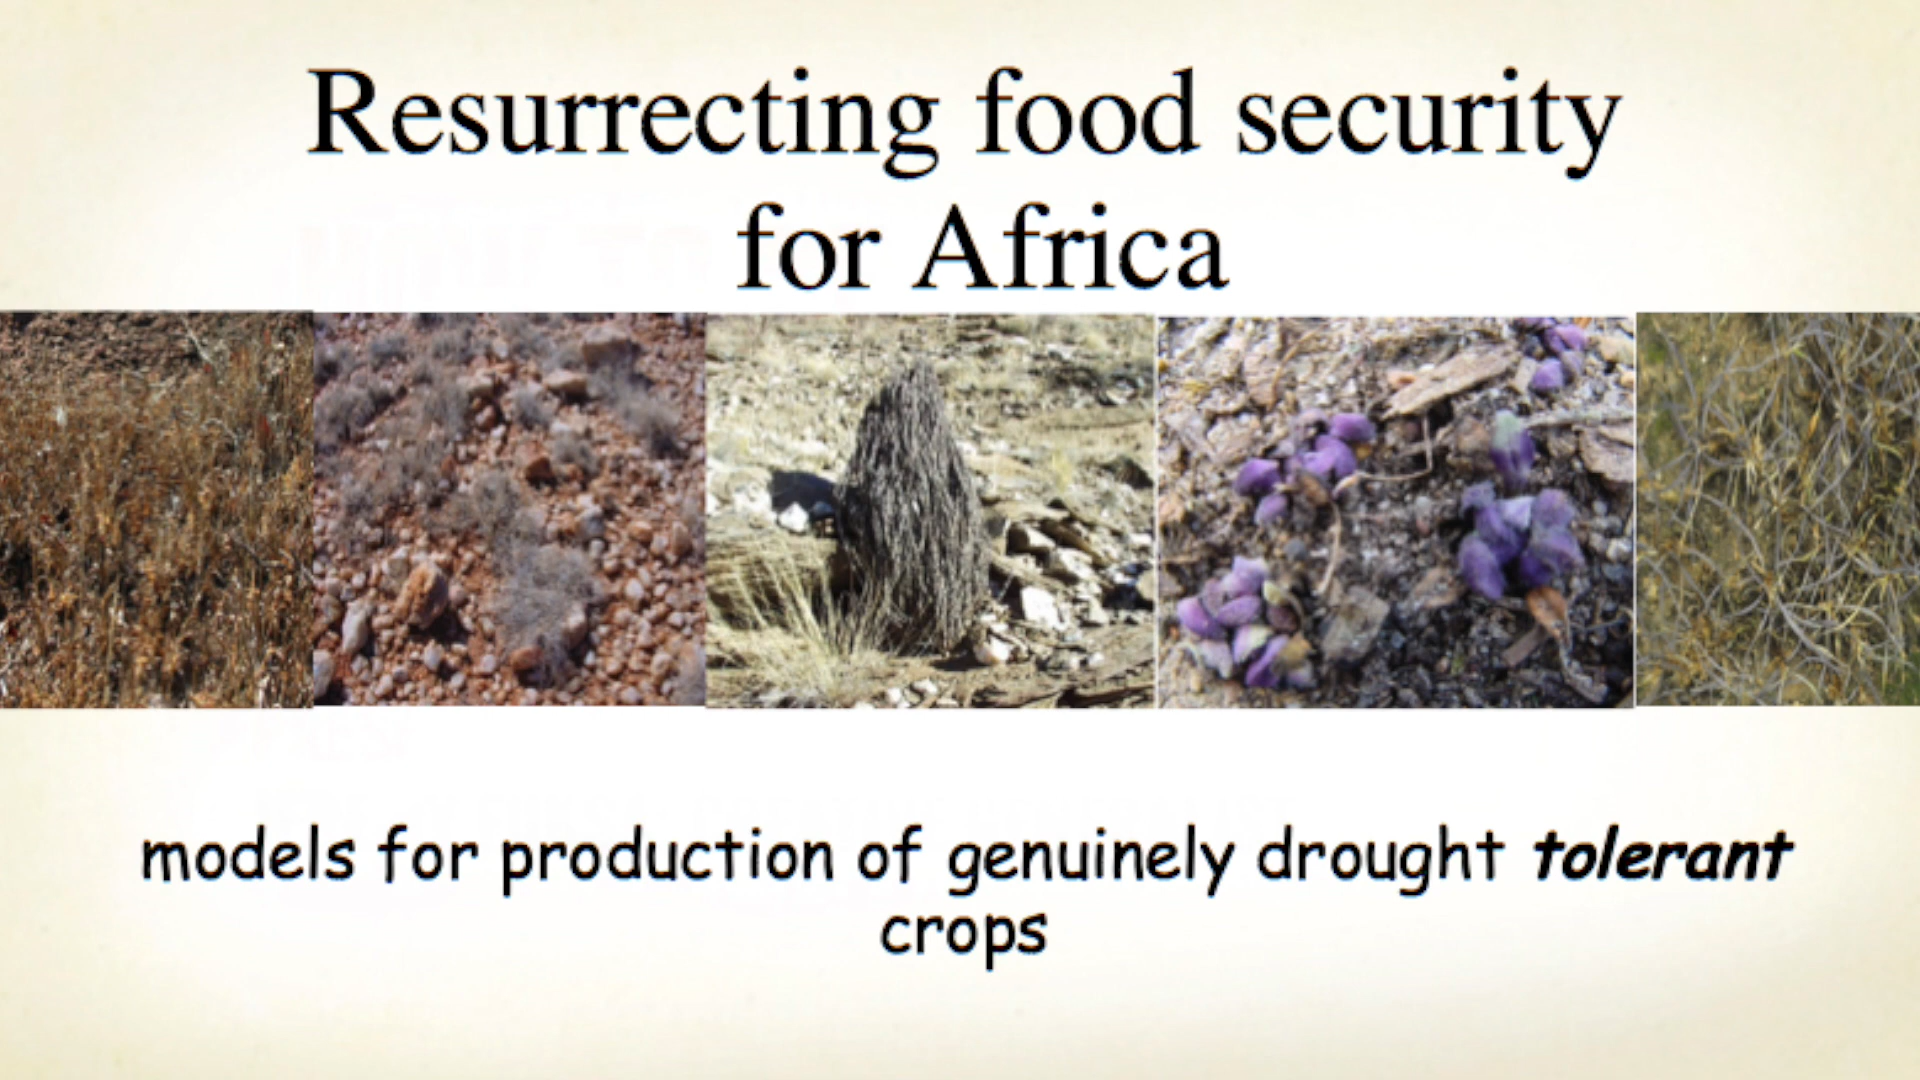 Resurrecting food security
for Africa
models for production of genuinely drought tolerant
crops